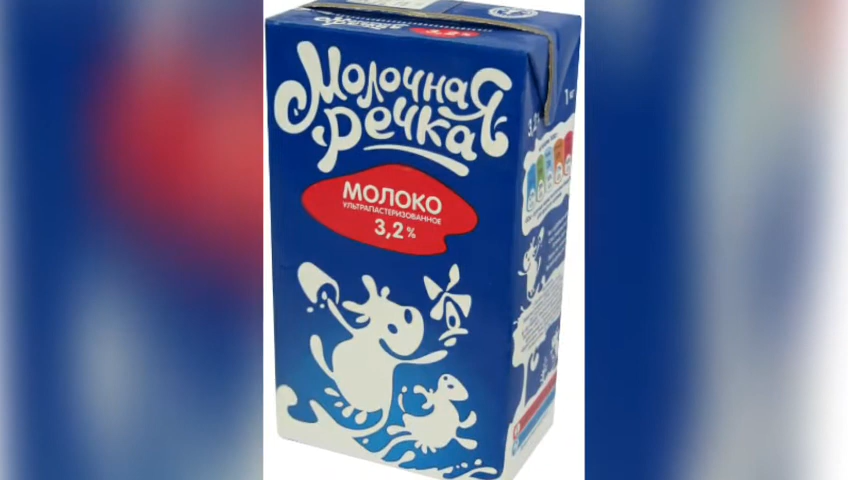 Молочная
речка
МОЛОКО
УЛЬТРАПАСТЕРИЗОВАННОЕ
3,2 %